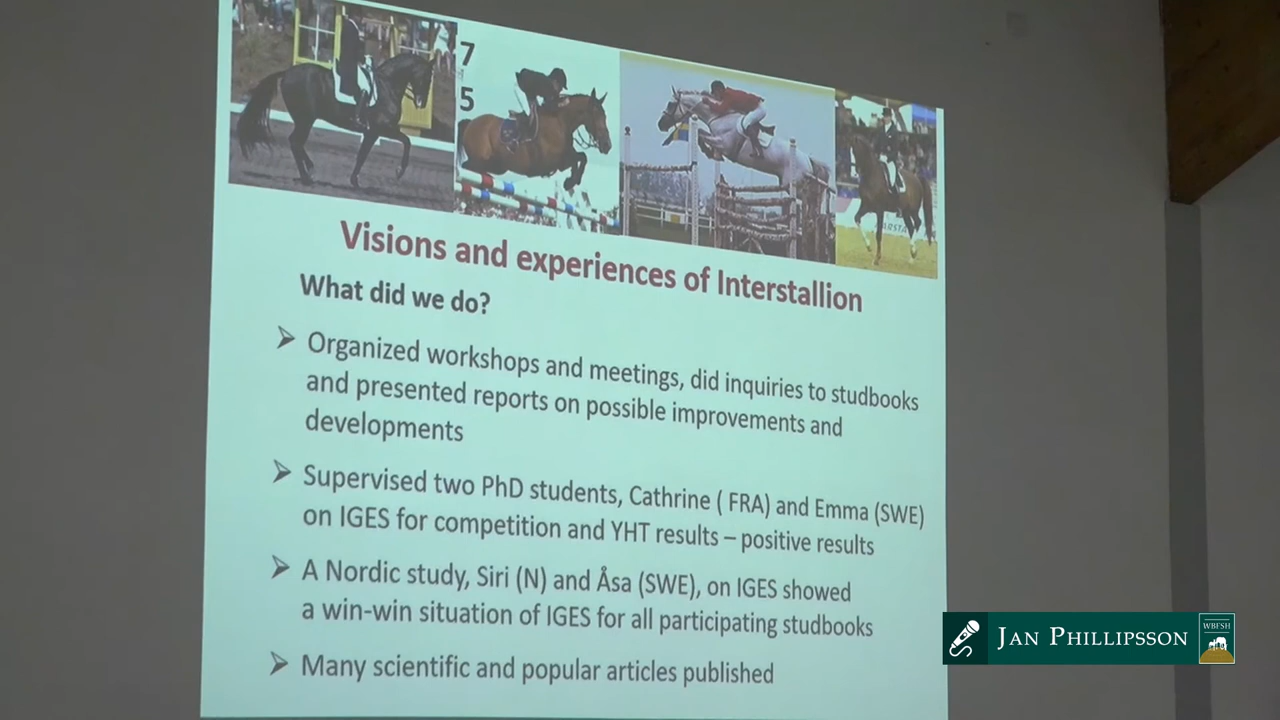 7
5
Visions and experiences of Interstallion
What did we do?
Organized workshops and meetings, did inquiries to studbooks
and presented reports on possible improvements and
developments
Supervised two PhD students, Cathrine ( FRA) and Emma (SWE)
on IGES for competition and YHT results – positive results
A Nordic study, Siri (N) and Åsa (SWE), on IGES showed
a win-win situation of IGES for all participating studbooks
Many scientific and popular articles published
JAN PHILLIPSSON
WBFSH